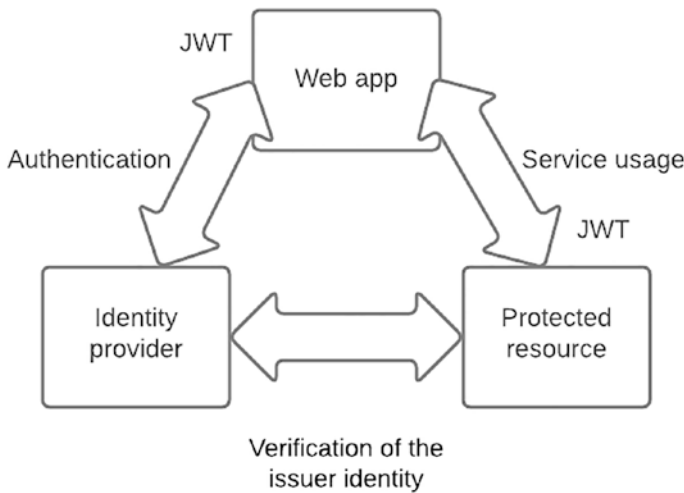 JWT
Web app
Authentication
Service usage
JWT
Identity
provider
Protected
resource
Verification of the
issuer identity